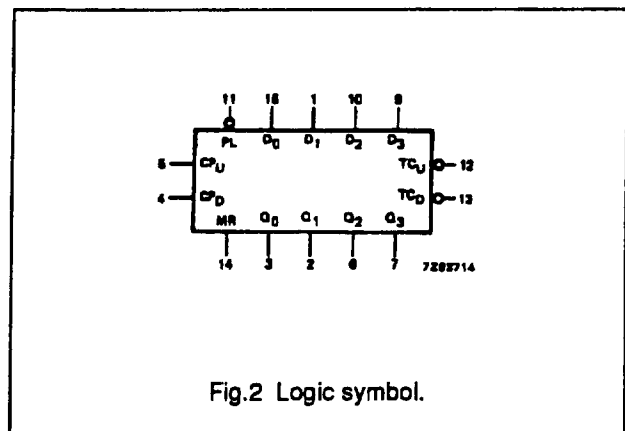 11 15 1 10 9
PL D0 D1 D2 D3
5 CPU TCU 12
4 CPD TCD 13
MR Q0 Q1 Q2 Q3
14 3 2 6 7 7Z93714
Fig.2 Logic symbol.